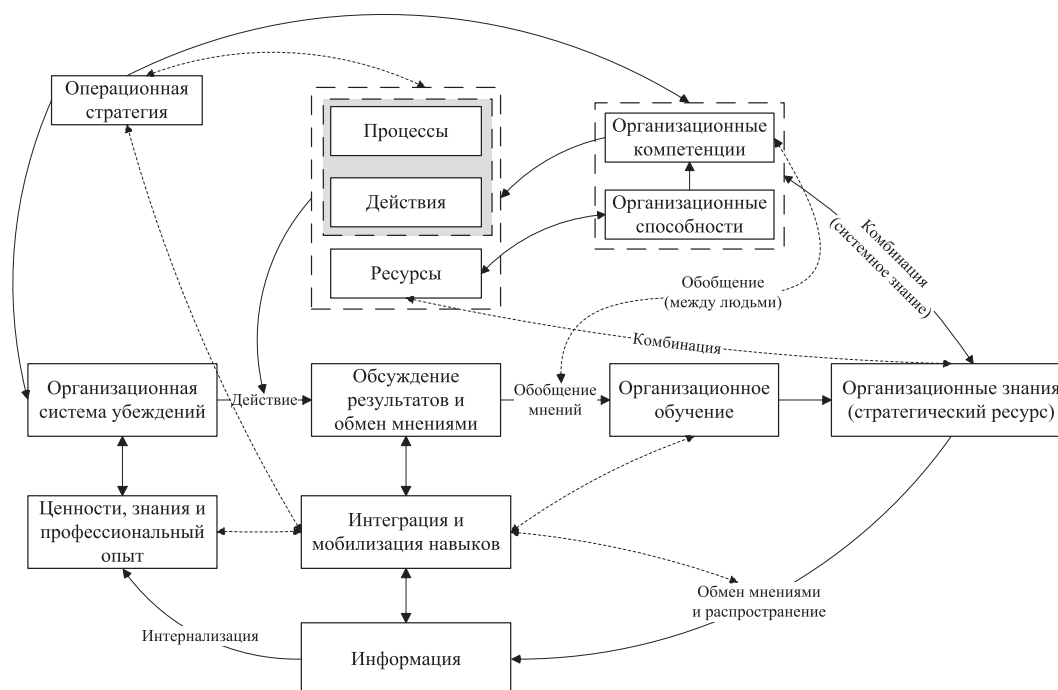 Операционная
стратегия
Процессы
Действия
Ресурсы
Организационные
компетенции
Организационные
способности
Комбинация
(системное знание)
Обобщение
(между людьми)
Комбинация
Организационная
система убеждений
Действие
Обсуждение
результатов и
обмен мнениями
Обобщение
мнений
Организационное
обучение
Организационные знания
(стратегический ресурс)
Ценности, знания и
профессиональный
опыт
Интеграция и
мобилизация навыков
Обмен мнениями
и распространение
Интернализация
Информация